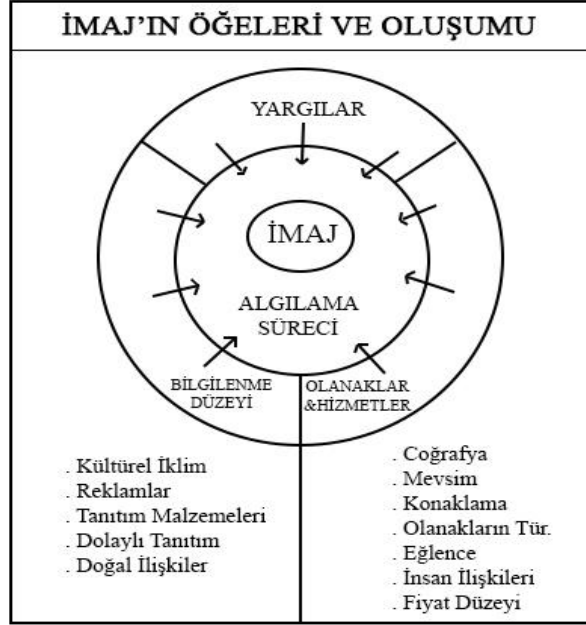 İMAJ'IN ÖĞELERİ VE OLUŞUMU
YARGILAR
İMAJ
ALGILAMA
SÜRECİ
BİLGİLENME
DÜZEYİ
OLANAKLAR
&HİZMETLER
. Kültürel İklim
. Reklamlar
. Tanıtım Malzemeleri
. Dolaylı Tanıtım
. Doğal İlişkiler
. Coğrafya
. Mevsim
. Konaklama
. Olanakların Tür.
. Eğlence
. İnsan İlişkileri
. Fiyat Düzeyi